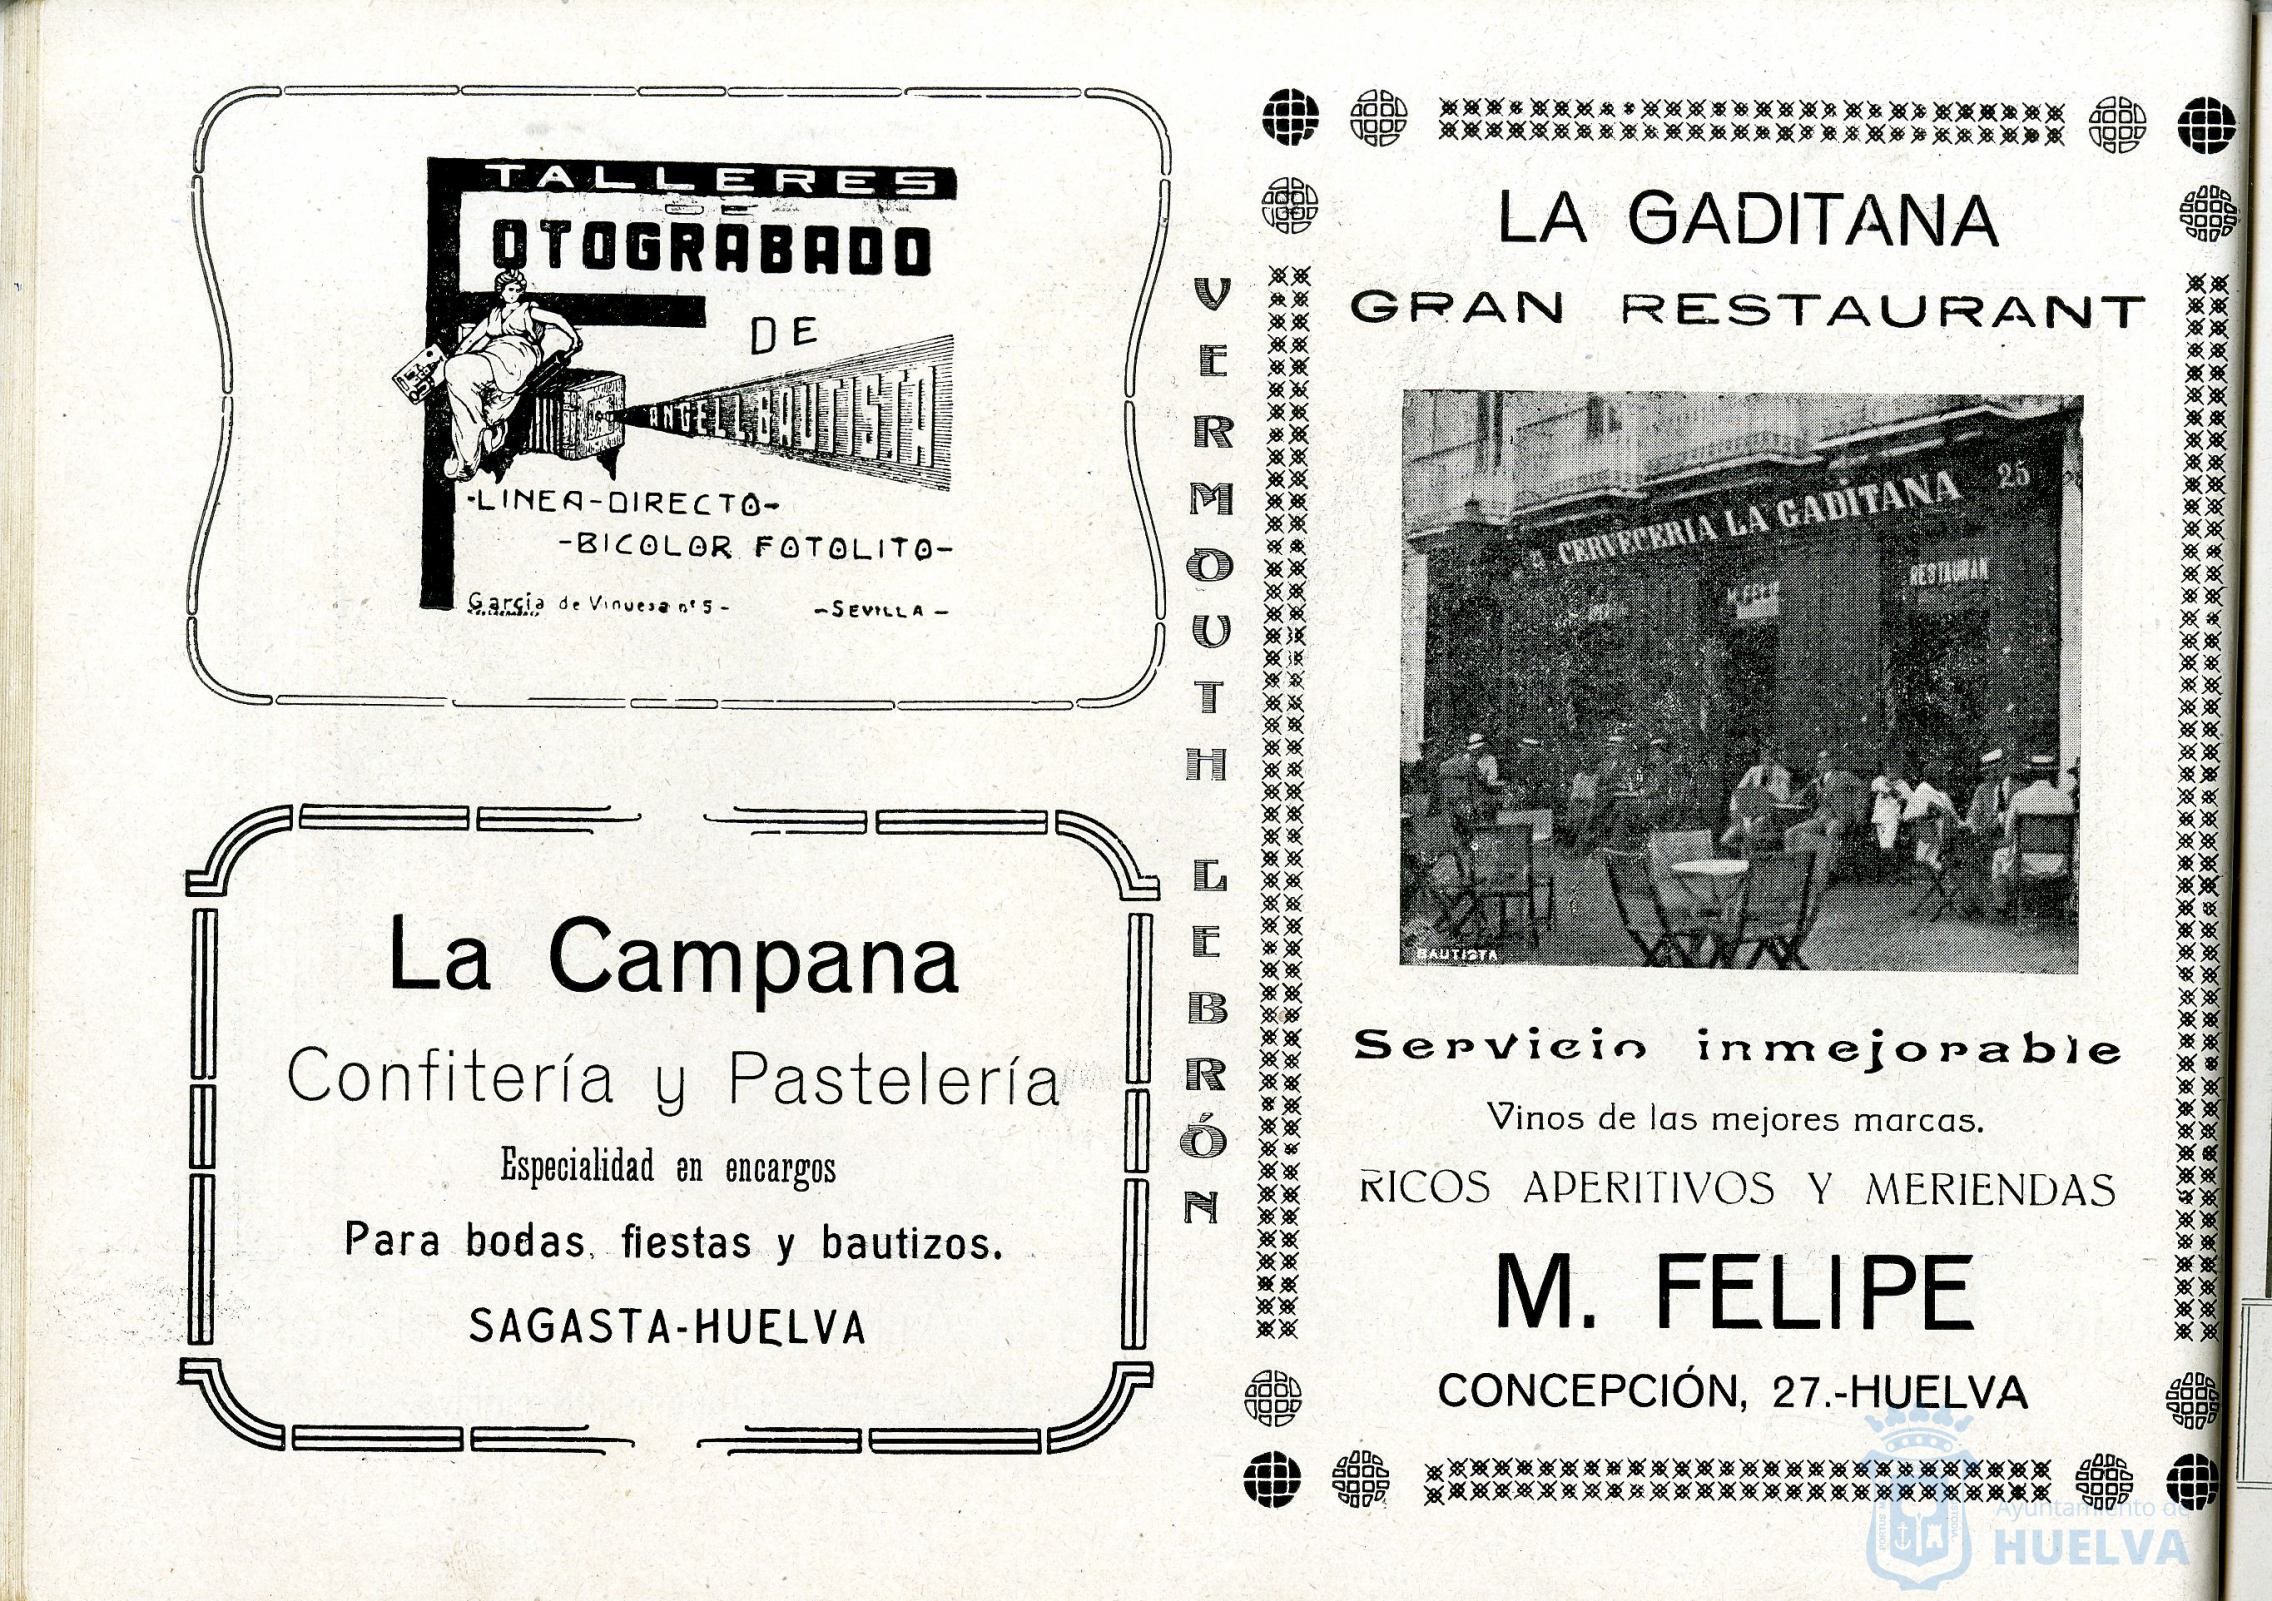 TALLERES
DE
FOTOGRABADO
DE
ANGEL L. BAUTISTA
-LINEA-DIRECTO-
-BICOLOR FOTOLITO-
Garcia de Vinuesa nº 5 -
-SEVILLA-
La Campana
Confitería y Pastelería
Especialidad en encargos
Para bodas, fiestas y bautizos.
SAGASTA-HUELVA
VERMOUTH LEBRÓN
LA GADITANA
GRAN RESTAURANT
CERVECERIA LA GADITANA 25
RESTAURAN
BAUTISTA
Servicio inmejorable
Vinos de las mejores marcas.
RICOS APERITIVOS Y MERIENDAS
M. FELIPE
CONCEPCIÓN, 27.-HUELVA
Ayuntamiento de
HUELVA